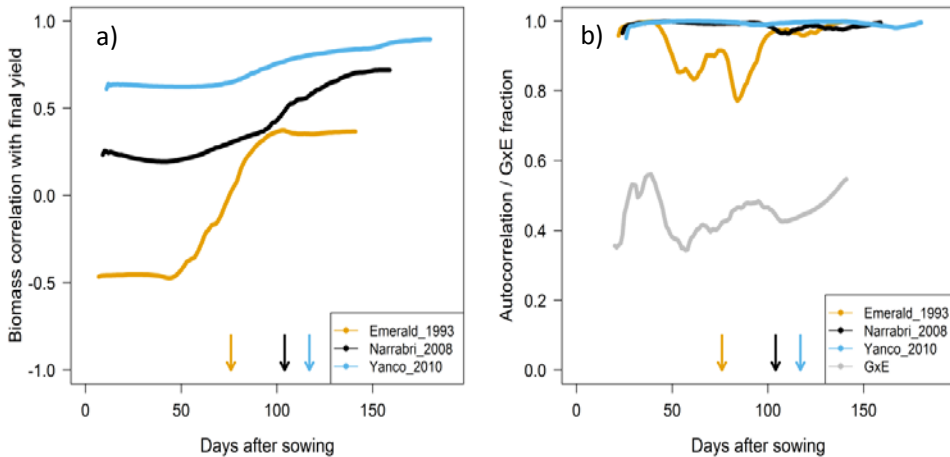 a)
Biomass correlation with final yield
1.0
0.5
0.0
-0.5
-1.0
0
50
100
150
Days after sowing
Emerald_1993
Narrabri_2008
Yanco_2010
b)
Autocorrelation / GxE fraction
1.0
0.8
0.6
0.4
0.2
0.0
0
50
100
150
Days after sowing
Emerald_1993
Narrabri_2008
Yanco_2010
GxE